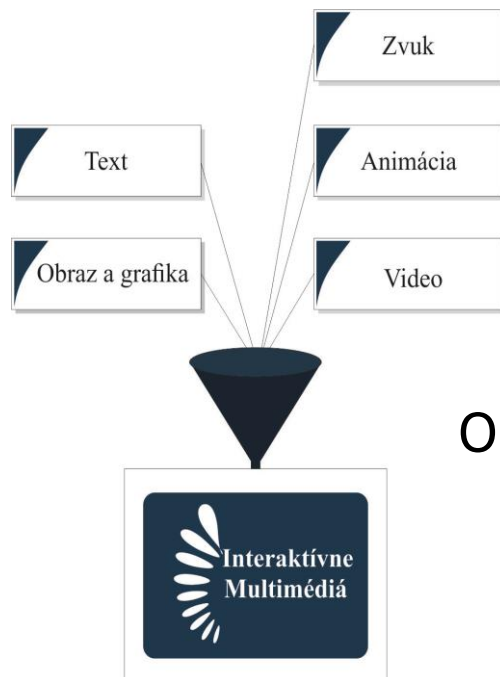 Zvuk
Text
Animácia
Obraz a grafika
Video
O
Interaktívne
Multimédiá